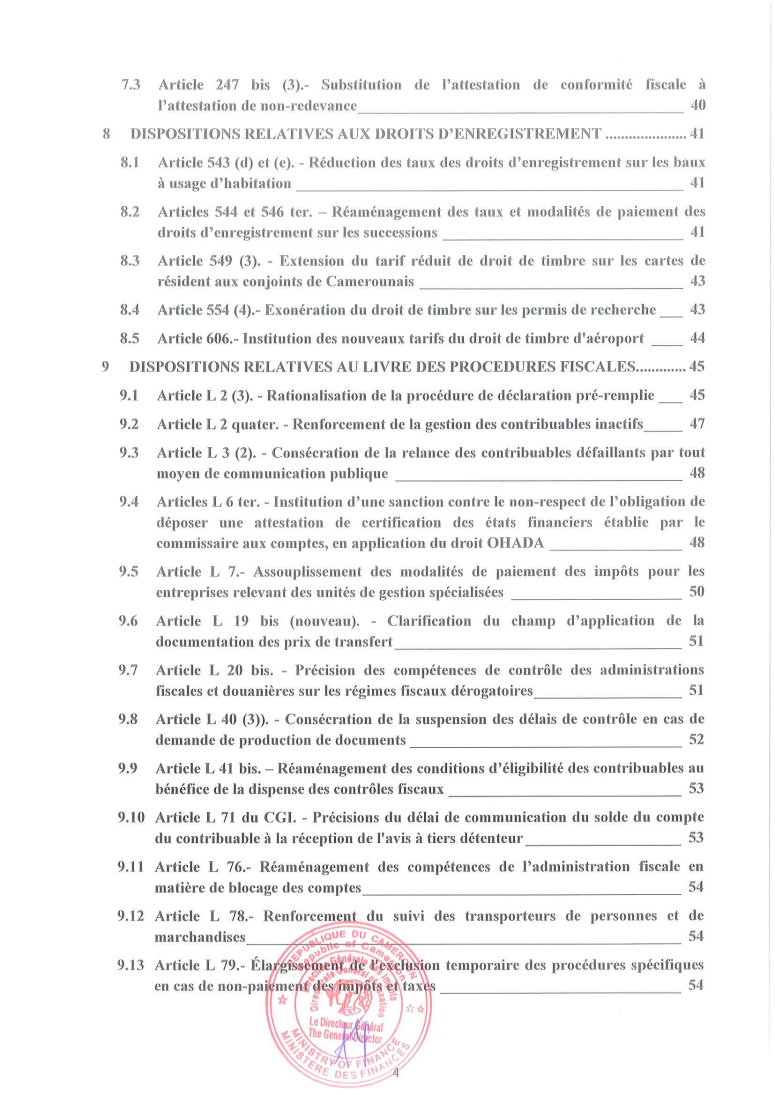 7.3 Article 247 bis (3).- Substitution de l'attestation de conformité fiscale à
l'attestation de non-redevance 40
8 DISPOSITIONS RELATIVES AUX DROITS D'ENREGISTREMENT ..................... 41
8.1 Article 543 (d) et (e). - Réduction des taux des droits d'enregistrement sur les baux
à usage d'habitation 41
8.2 Articles 544 et 546 ter. – Réaménagement des taux et modalités de paiement des
droits d'enregistrement sur les successions 41
8.3 Article 549 (3). - Extension du tarif réduit de droit de timbre sur les cartes de
résident aux conjoints de Camerounais 43
8.4 Article 554 (4).- Exonération du droit de timbre sur les permis de recherche 43
8.5 Article 606.- Institution des nouveaux tarifs du droit de timbre d'aéroport 44
9 DISPOSITIONS RELATIVES AU LIVRE DES PROCEDURES FISCALES............. 45
9.1 Article L 2 (3). - Rationalisation de la procédure de déclaration pré-remplie 45
9.2 Article L 2 quater. - Renforcement de la gestion des contribuables inactifs 47
9.3 Article L 3 (2). - Consécration de la relance des contribuables défaillants par tout
moyen de communication publique 48
9.4 Articles L 6 ter. - Institution d'une sanction contre le non-respect de l'obligation de
déposer une attestation de certification des états financiers établie par le
commissaire aux comptes, en application du droit OHADA 48
9.5 Article L 7.- Assouplissement des modalités de paiement des impôts pour les
entreprises relevant des unités de gestion spécialisées 50
9.6 Article L 19 bis (nouveau). - Clarification du champ d'application de la
documentation des prix de transfert 51
9.7 Article L 20 bis. - Précision des compétences de contrôle des administrations
fiscales et douanières sur les régimes fiscaux dérogatoires 51
9.8 Article L 40 (3)). - Consécration de la suspension des délais de contrôle en cas de
demande de production de documents 52
9.9 Article L 41 bis. – Réaménagement des conditions d'éligibilité des contribuables au
bénéfice de la dispense des contrôles fiscaux 53
9.10 Article L 71 du CGI. - Précisions du délai de communication du solde du compte
du contribuable à la réception de l'avis à tiers détenteur 53
9.11 Article L 76.- Réaménagement des compétences de l'administration fiscale en
matière de blocage des comptes 54
9.12 Article L 78.- Renforcement du suivi des transporteurs de personnes et de
marchandises 54
9.13 Article L 79.- Élargissement de l'exclusion temporaire des procédures spécifiques
en cas de non-paiement des impôts et taxes 54
REPUBLIQUE DU CAMEROUN
Republic of Cameroon
Direction Générale des Impôts
Directorate General of Taxation
Le Directeur Général
The General Director
MINISTRY OF FINANCE
MINISTERE DES FINANCES
4